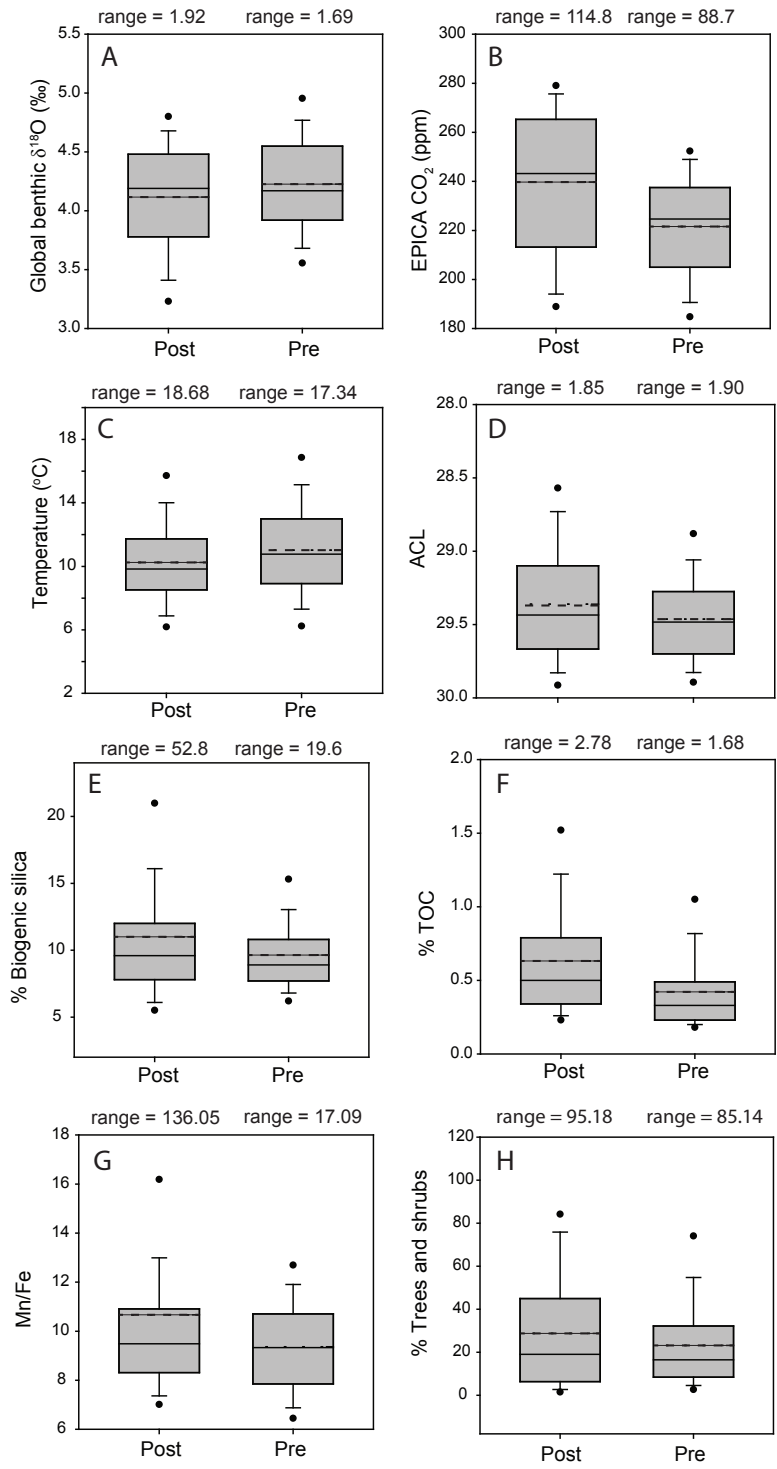 range = 1.92 range = 1.69
A
5.5
5.0
4.5
4.0
3.5
3.0
Global benthic δ¹⁸O (‰)
Post Pre
range = 114.8 range = 88.7
B
300
280
260
240
220
200
180
EPICA CO₂ (ppm)
Post Pre
range = 18.68 range = 17.34
C
18
14
10
6
2
Temperature (°C)
Post Pre
range = 1.85 range = 1.90
D
28.0
28.5
29.0
29.5
30.0
ACL
Post Pre
range = 52.8 range = 19.6
E
20
15
10
5
% Biogenic silica
Post Pre
range = 2.78 range = 1.68
F
2.0
1.5
1.0
0.5
0.0
% TOC
Post Pre
range = 136.05 range = 17.09
G
18
16
14
12
10
8
6
Mn/Fe
Post Pre
range = 95.18 range = 85.14
H
120
100
80
60
40
20
0
% Trees and shrubs
Post Pre